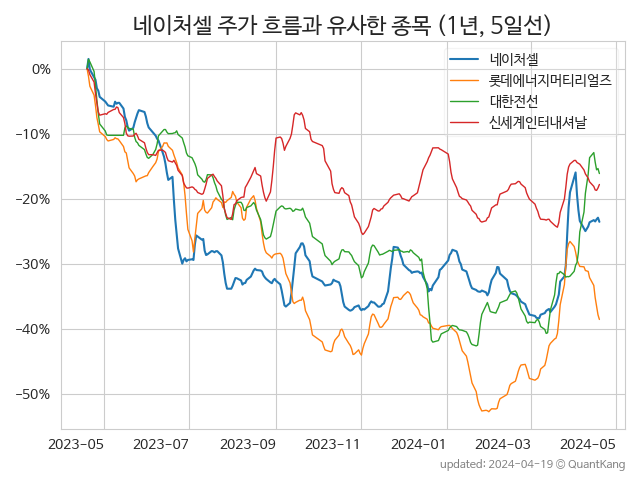 네이처셀 주가 흐름과 유사한 종목 (1년, 5일선)
네이처셀
롯데에너지머티리얼즈
대한전선
신세계인터내셔날
0%
−10%
−20%
−30%
−40%
−50%
2023-05 2023-07 2023-09 2023-11 2024-01 2024-03 2024-05
updated: 2024-04-19 © QuantKang